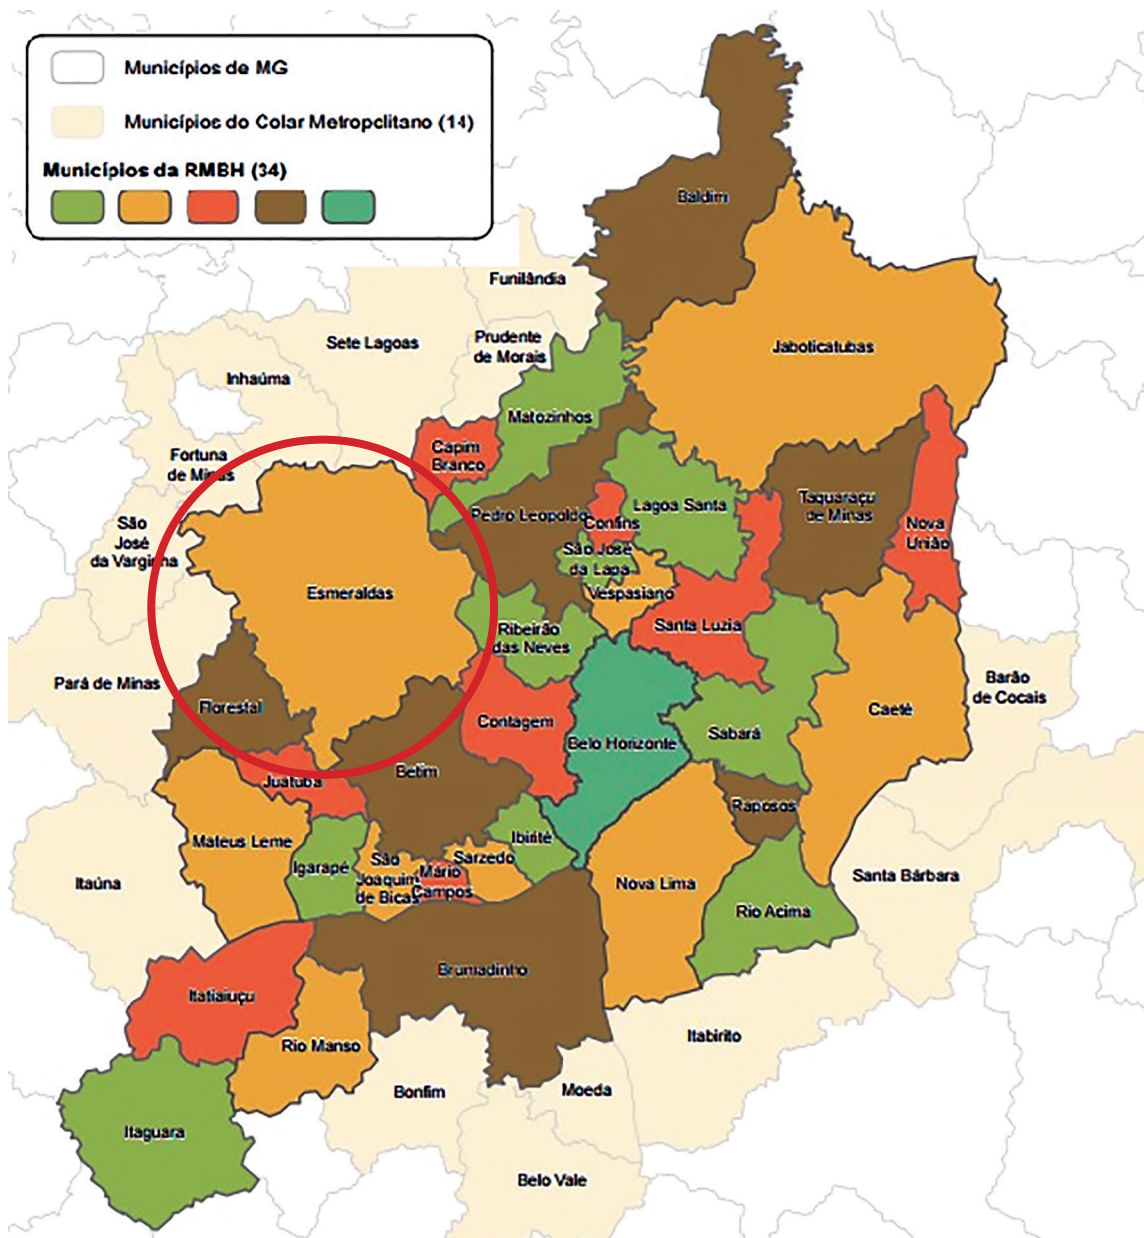 Municípios de MG
Municípios do Colar Metropolitano (14)
Municípios da RMBH (34)
Baldim
Funilândia
Sete Lagoas
Prudente
de Morais
Jaboticatubas
Inhaúma
Matozinhos
Capim
Branco
Fortuna
de Minas
Pedro Leopoldo
Confins
Lagoa Santa
Taquaraçu
de Minas
Nova
União
São
José
da Varginha
São José
da Lapa
Esmeraldas
Vespasiano
Ribeirão
das Neves
Santa Luzia
Pará de Minas
Florestal
Contagem
Belo Horizonte
Sabará
Caeté
Barão
de Cocais
Juatuba
Betim
Raposos
Mateus Leme
Igarapé
São
Joaquim
de Bicas
Mário
Campos
Sarzedo
Ibirité
Itaúna
Nova Lima
Rio Acima
Santa Bárbara
Brumadinho
Itatiaiuçu
Rio Manso
Itabirito
Bonfim
Moeda
Itaguara
Belo Vale